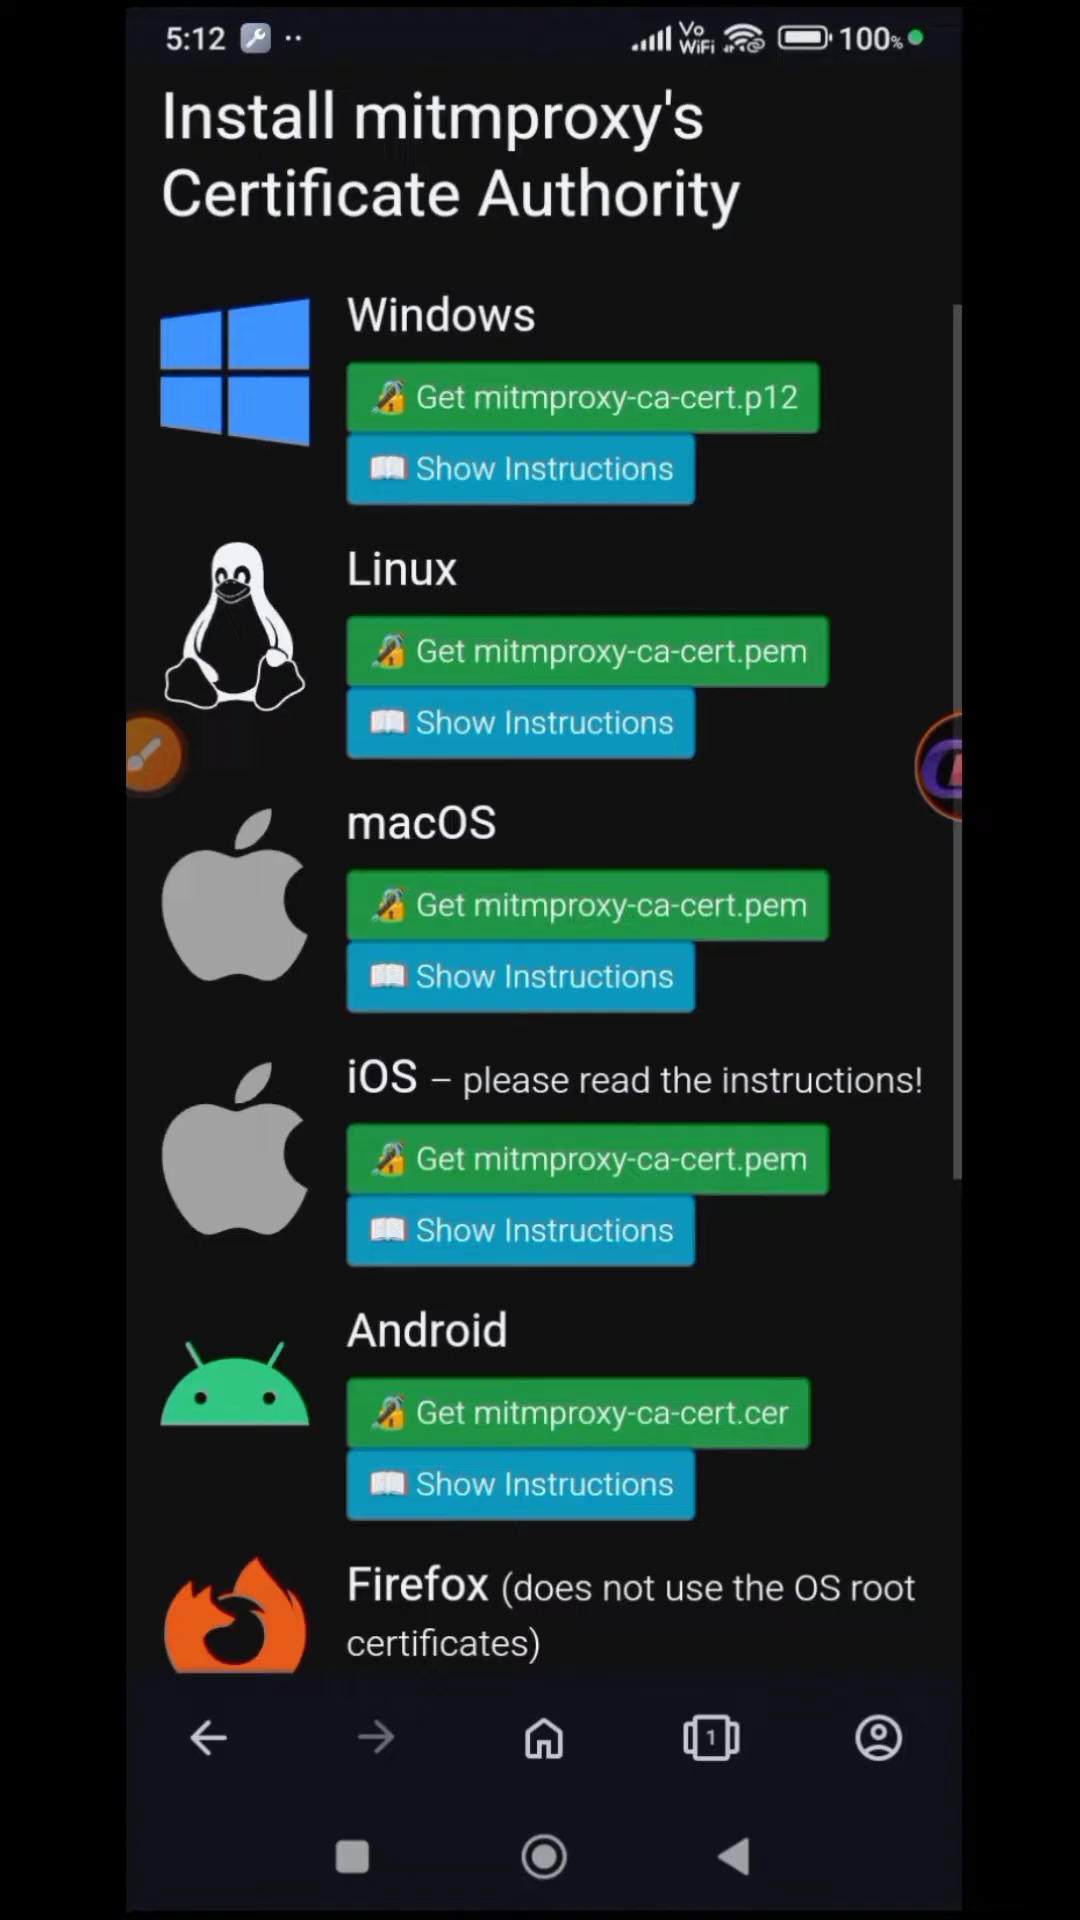 5:12
Vo
WiFi
100%
Install mitmproxy's
Certificate Authority
Windows
Get mitmproxy-ca-cert.p12
Show Instructions
Linux
Get mitmproxy-ca-cert.pem
Show Instructions
macOS
Get mitmproxy-ca-cert.pem
Show Instructions
iOS – please read the instructions!
Get mitmproxy-ca-cert.pem
Show Instructions
Android
Get mitmproxy-ca-cert.cer
Show Instructions
Firefox (does not use the OS root
certificates)
1